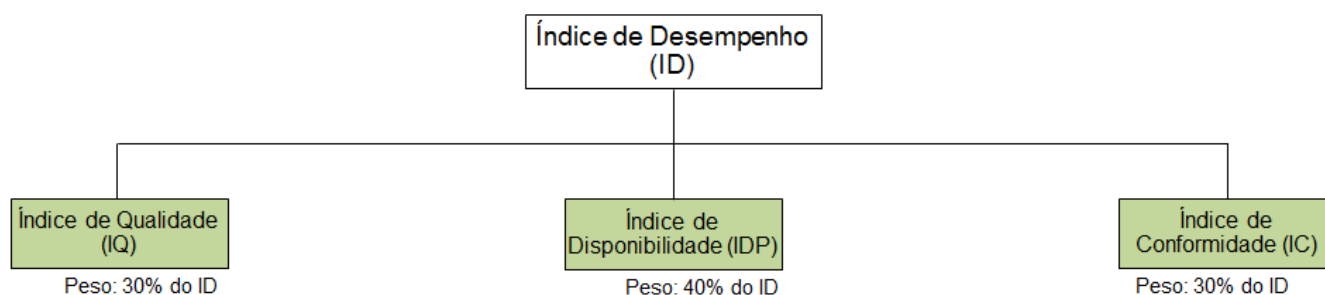 Índice de Desempenho
(ID)
Índice de Qualidade
(IQ)
Peso: 30% do ID
Índice de
Disponibilidade (IDP)
Peso: 40% do ID
Índice de
Conformidade (IC)
Peso: 30% do ID